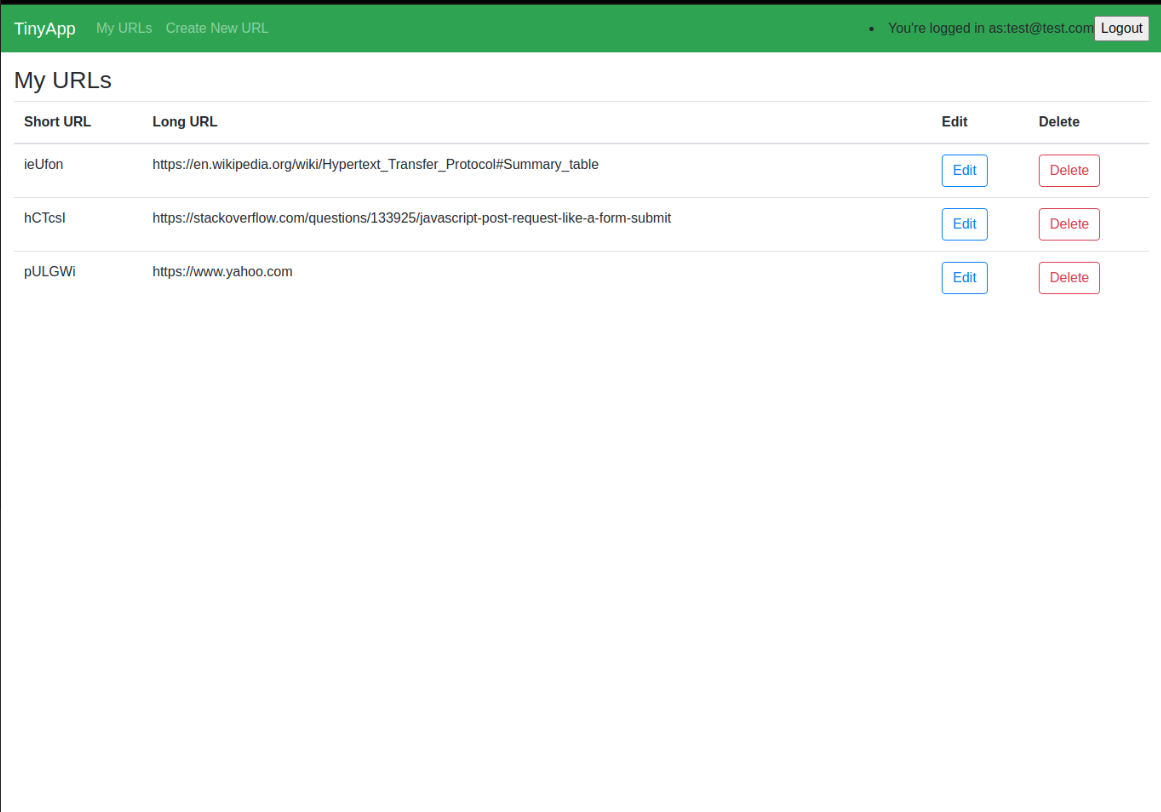 TinyApp My URLs Create New URL • You're logged in as:test@test.com Logout
My URLs
Short URL Long URL Edit Delete
ieUfon https://en.wikipedia.org/wiki/Hypertext_Transfer_Protocol#Summary_table Edit Delete
hCTcsI https://stackoverflow.com/questions/133925/javascript-post-request-like-a-form-submit Edit Delete
pULGWi https://www.yahoo.com Edit Delete